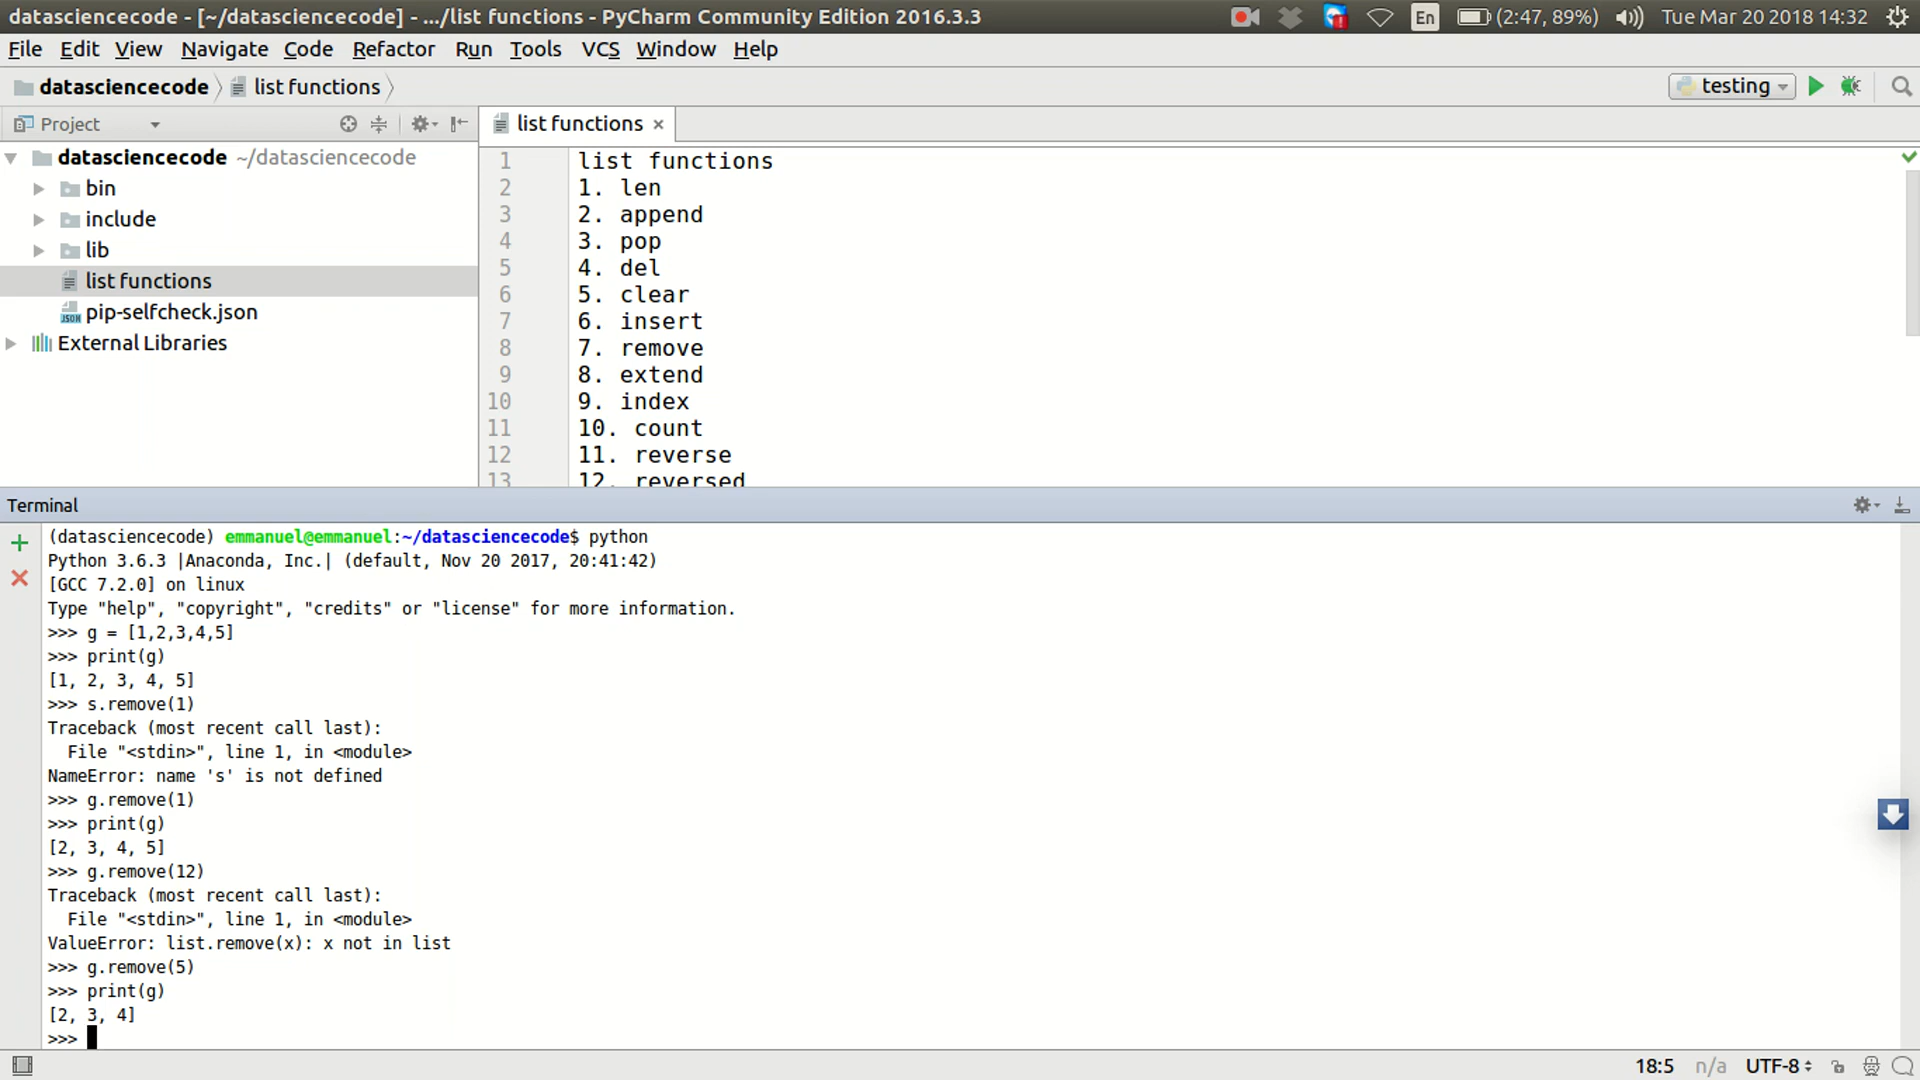 datasciencecode - [~/datasciencecode] - .../list functions - PyCharm Community Edition 2016.3.3
En (2:47, 89%) Tue Mar 20 2018 14:32
File Edit View Navigate Code Refactor Run Tools VCS Window Help
datasciencecode list functions testing
Project
list functions
datasciencecode ~/datasciencecode
bin
include
lib
list functions
JSON pip-selfcheck.json
External Libraries
1 list functions
2 1. len
3 2. append
4 3. pop
5 4. del
6 5. clear
7 6. insert
8 7. remove
9 8. extend
10 9. index
11 10. count
12 11. reverse
13 12. reversed
Terminal
(datasciencecode) emmanuel@emmanuel:~/datasciencecode$ python
Python 3.6.3 |Anaconda, Inc.| (default, Nov 20 2017, 20:41:42)
[GCC 7.2.0] on linux
Type "help", "copyright", "credits" or "license" for more information.
>>> g = [1,2,3,4,5]
>>> print(g)
[1, 2, 3, 4, 5]
>>> s.remove(1)
Traceback (most recent call last):
  File "<stdin>", line 1, in <module>
NameError: name 's' is not defined
>>> g.remove(1)
>>> print(g)
[2, 3, 4, 5]
>>> g.remove(12)
Traceback (most recent call last):
  File "<stdin>", line 1, in <module>
ValueError: list.remove(x): x not in list
>>> g.remove(5)
>>> print(g)
[2, 3, 4]
>>>
18:5 n/a UTF-8